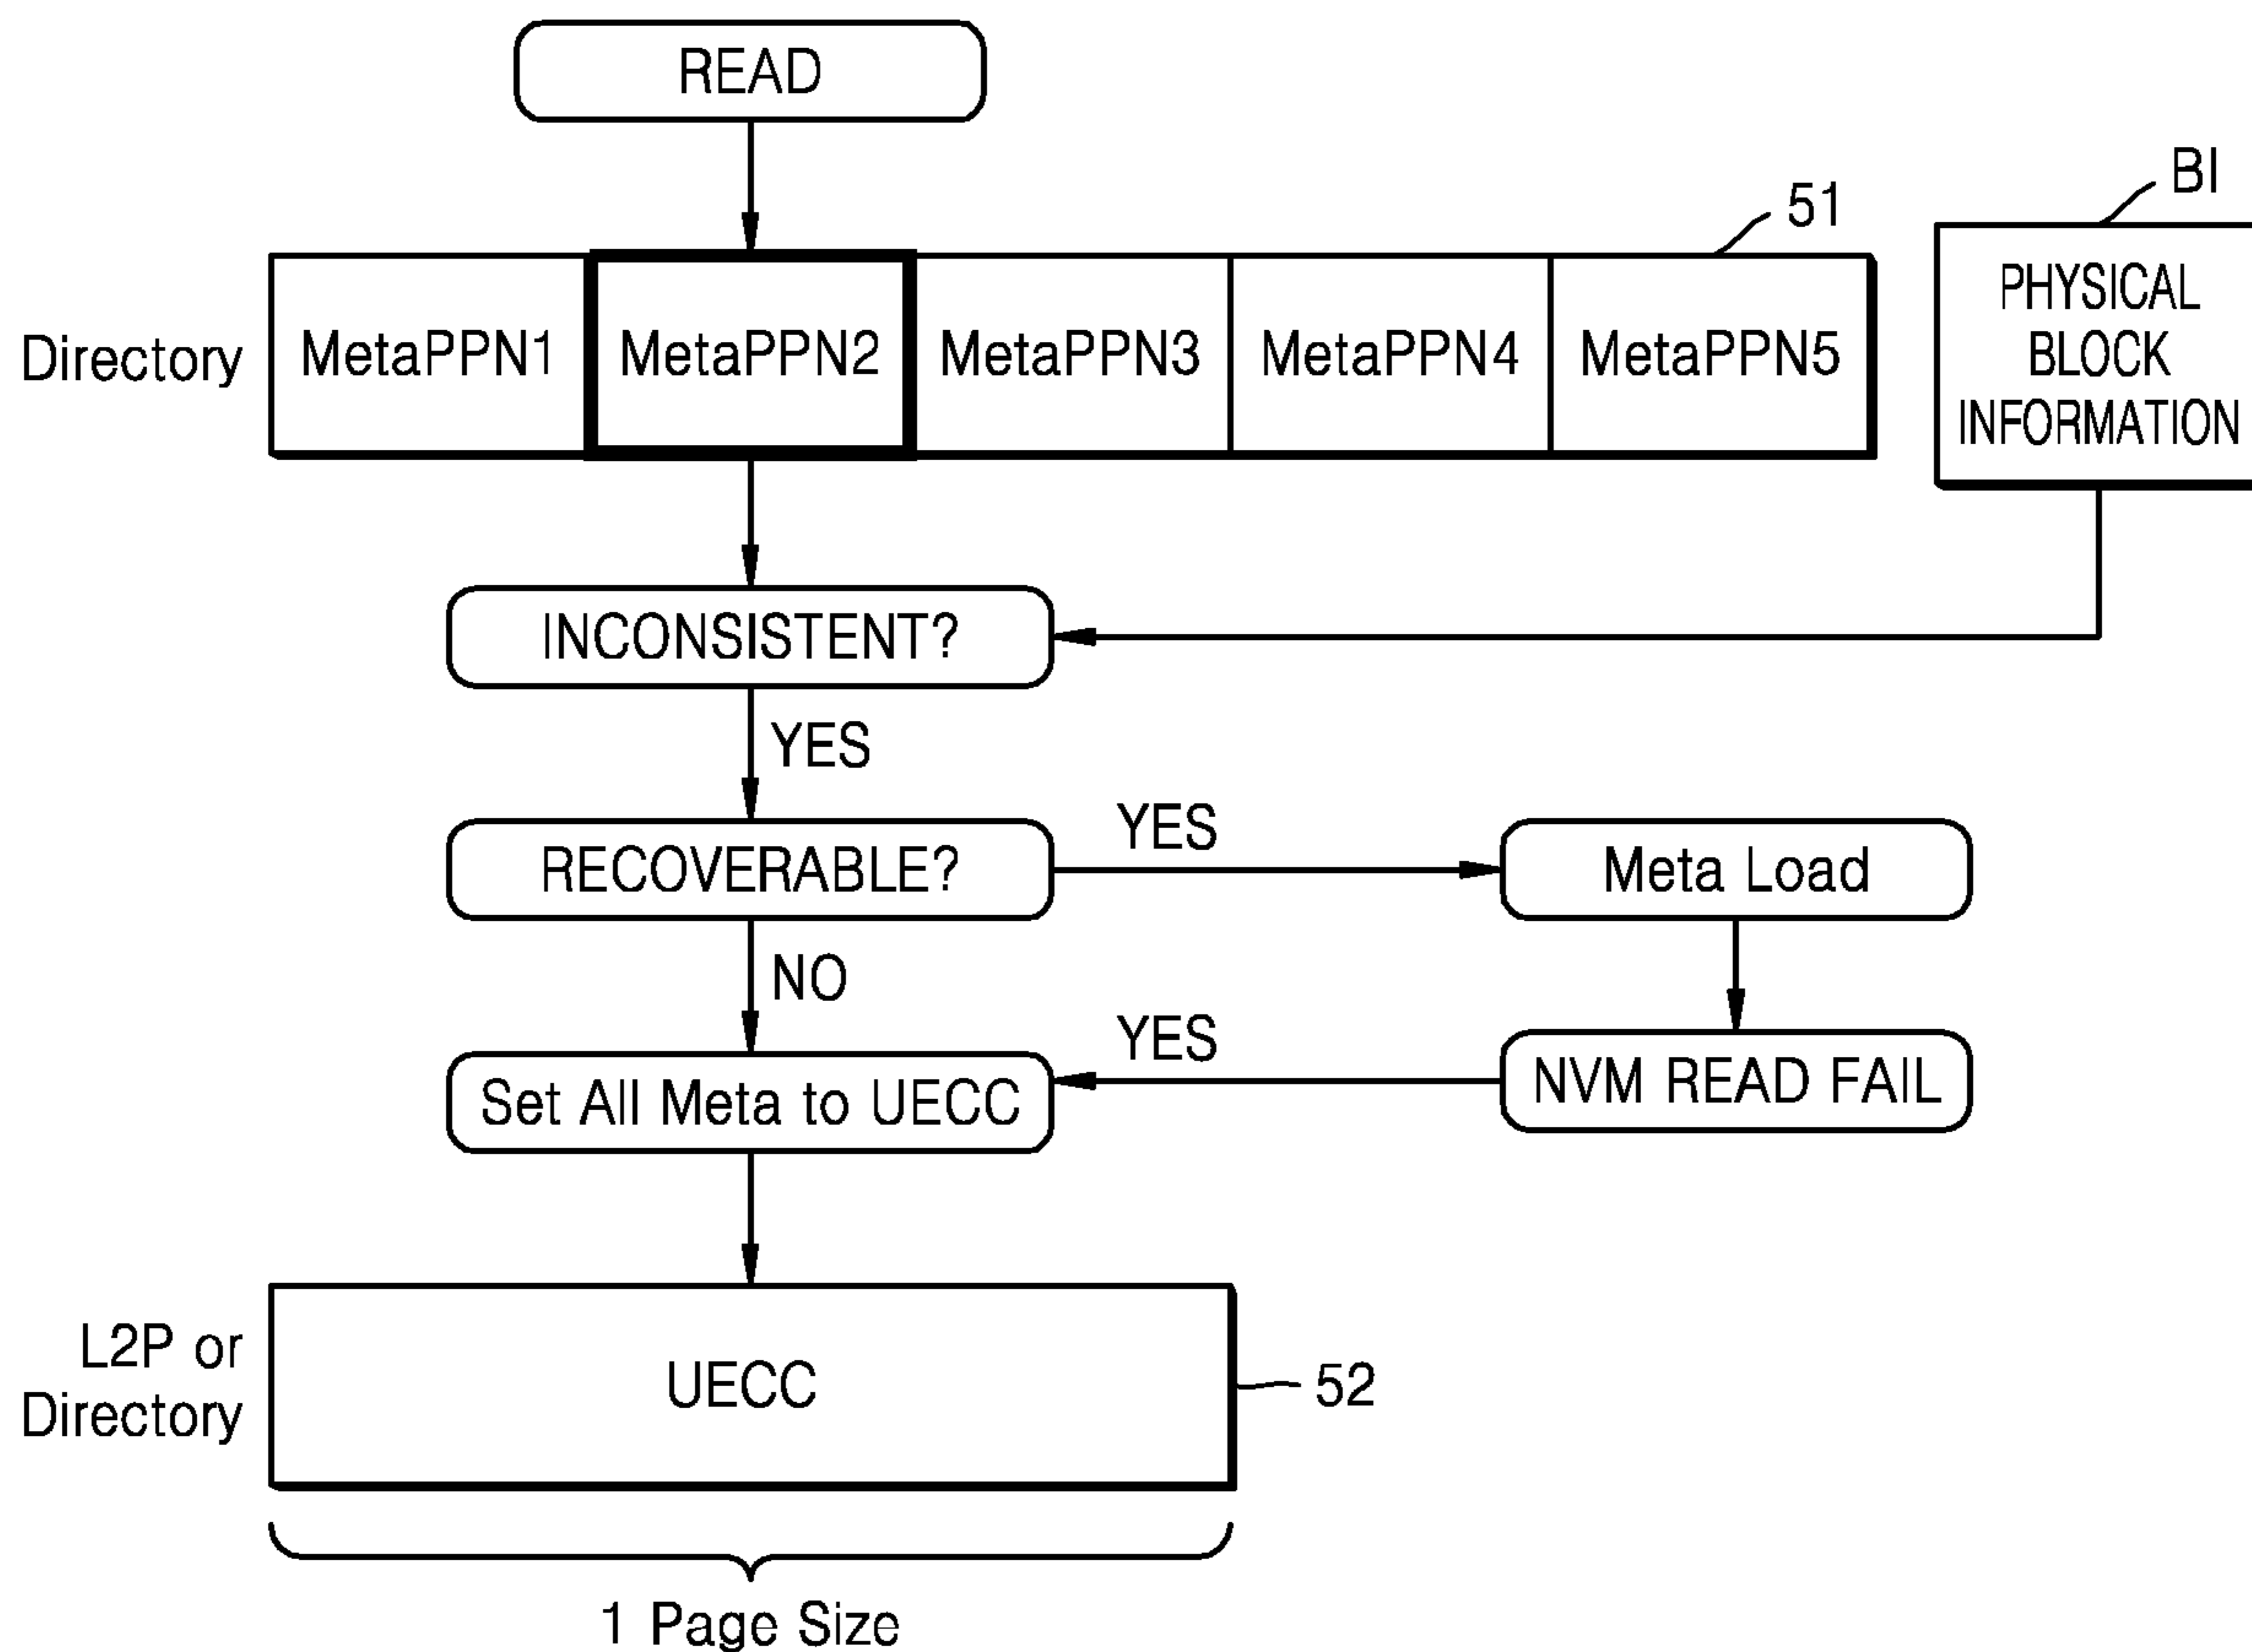 READ
BI
51
Directory
MetaPPN1
MetaPPN2
MetaPPN3
MetaPPN4
MetaPPN5
PHYSICAL
BLOCK
INFORMATION
INCONSISTENT?
YES
RECOVERABLE?
YES
Meta Load
NO
YES
Set All Meta to UECC
NVM READ FAIL
L2P or
Directory
UECC
52
1 Page Size